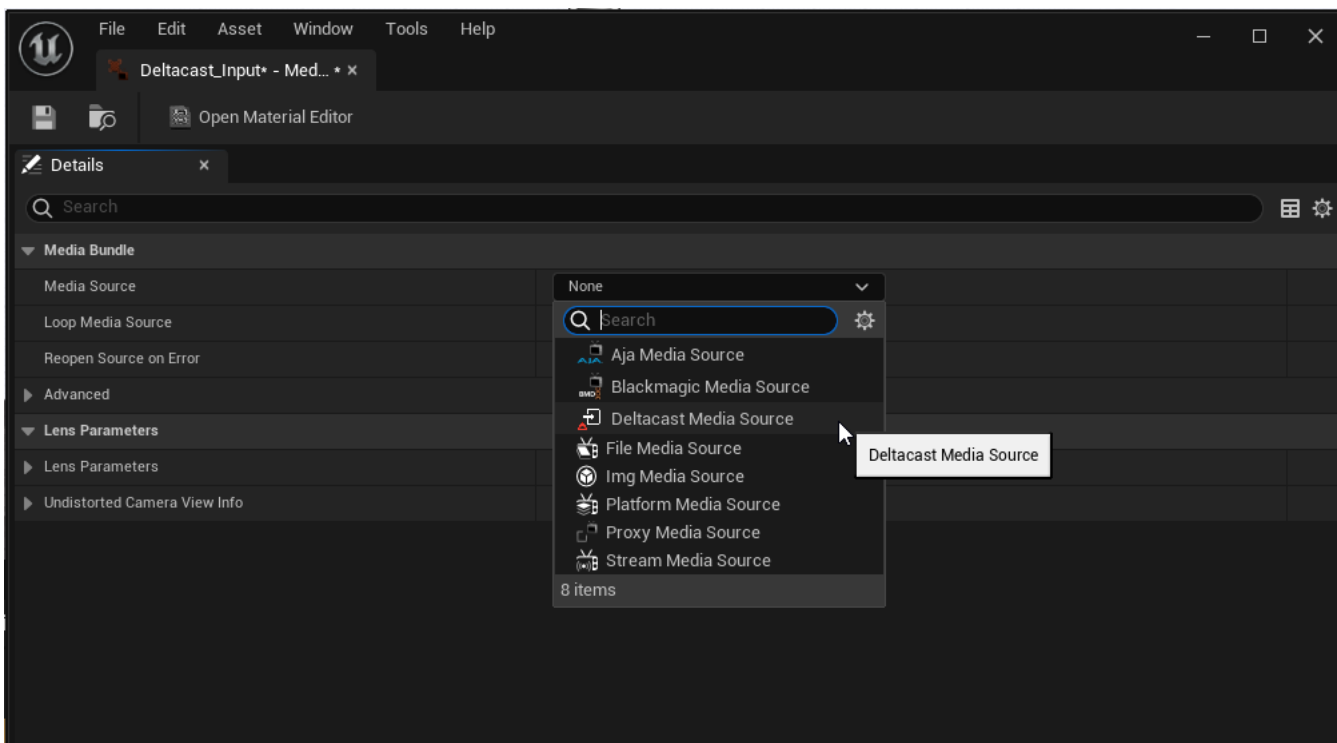 File Edit Asset Window Tools Help
Deltacast_Input* - Med... *
Open Material Editor
Details
Search
Media Bundle
Media Source
None
Loop Media Source
Search
Aja Media Source
Reopen Source on Error
Blackmagic Media Source
Advanced
Deltacast Media Source
Lens Parameters
File Media Source
Deltacast Media Source
Lens Parameters
Img Media Source
Undistorted Camera View Info
Platform Media Source
Proxy Media Source
Stream Media Source
8 items